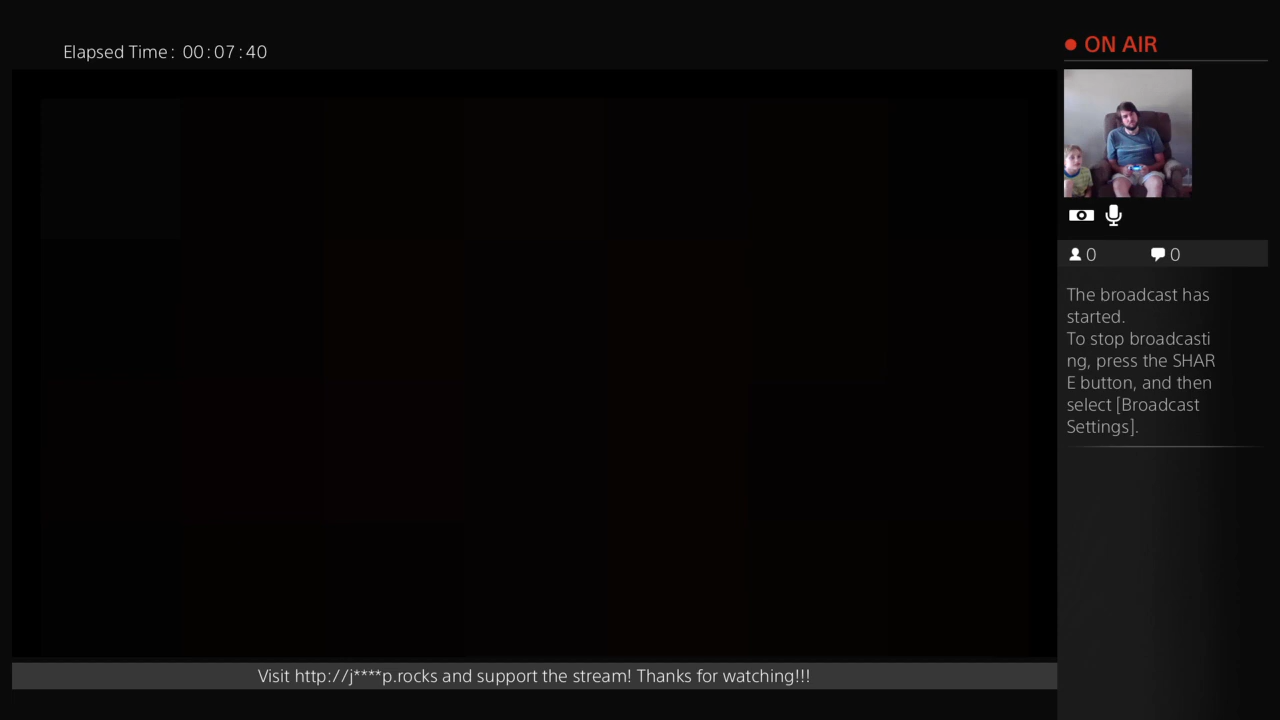 Elapsed Time: 00:07:40
ON AIR
0 0
The broadcast has
started.
To stop broadcasti
ng, press the SHAR
E button, and then
select [Broadcast
Settings].
Visit http://j****p.rocks and support the stream! Thanks for watching!!!